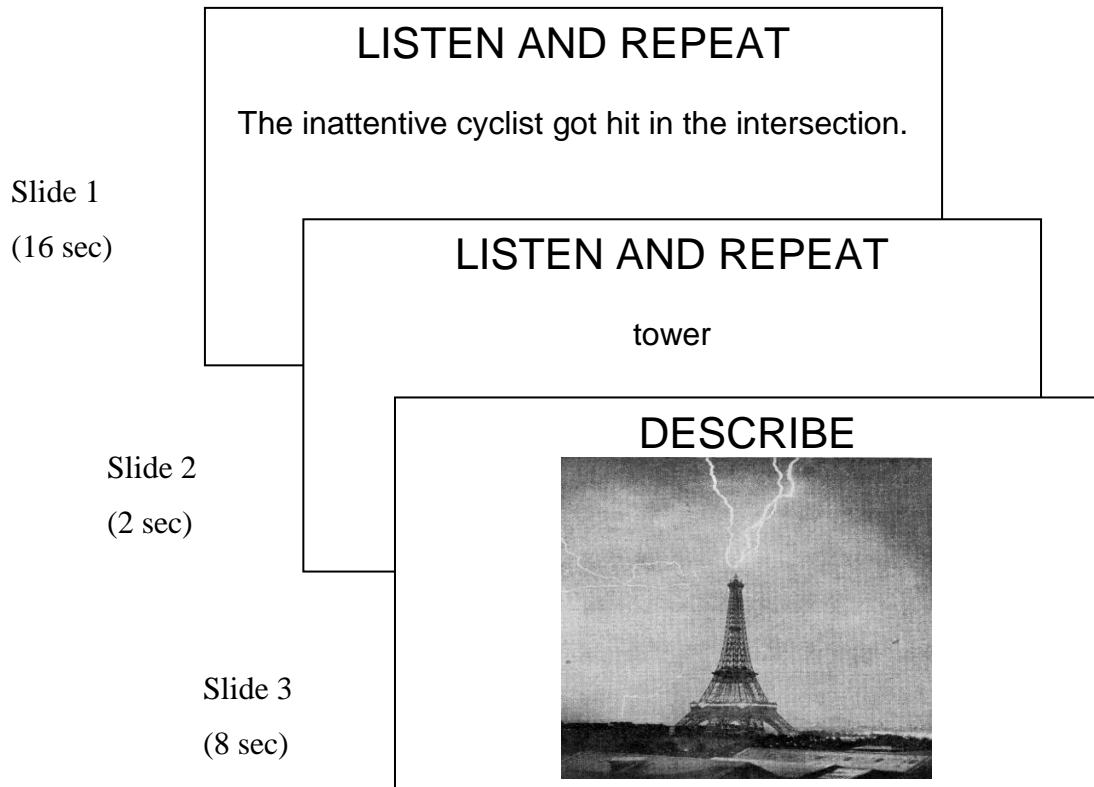 LISTEN AND REPEAT
The inattentive cyclist got hit in the intersection.
Slide 1
(16 sec)
LISTEN AND REPEAT
tower
DESCRIBE
Slide 2
(2 sec)
Slide 3
(8 sec)